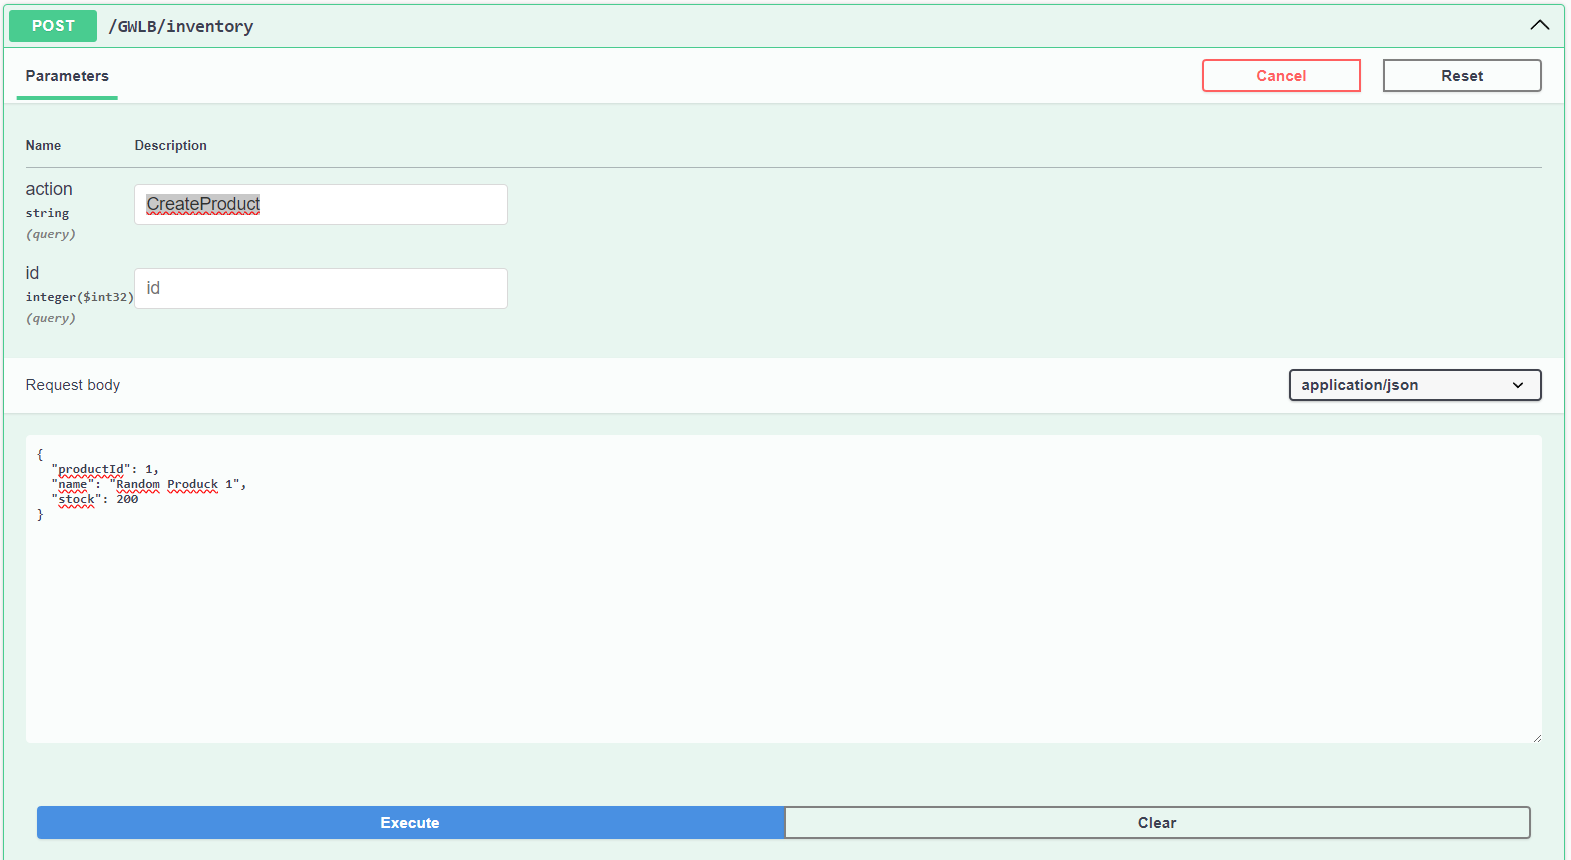 POST /GWLB/inventory
Parameters
Cancel
Reset
Name Description
action
string
(query)
CreateProduct
id
integer($int32)
(query)
id
Request body
application/json
{
  "productId": 1,
  "name": "Random Produck 1",
  "stock": 200
}
Execute
Clear